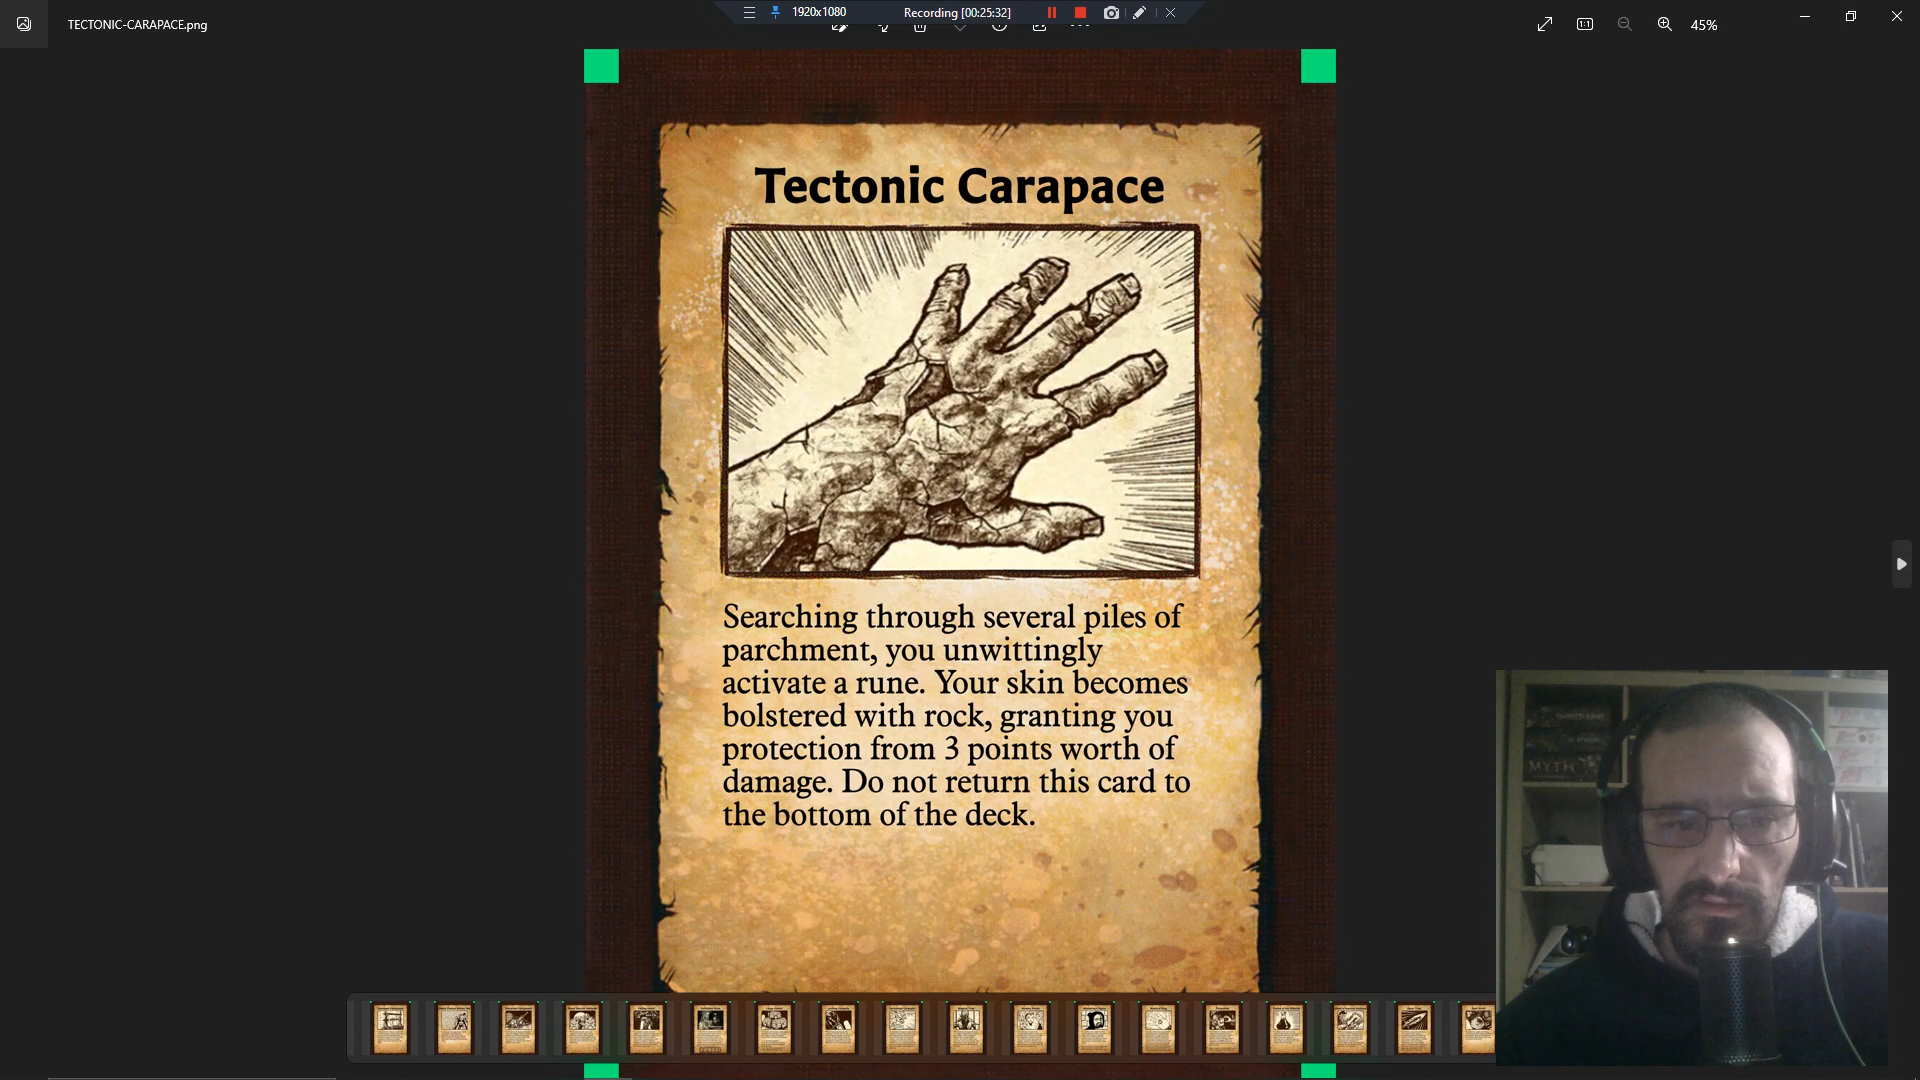 TECTONIC-CARAPACE.png
1920x1080
Recording [00:25:32]
45%
Tectonic Carapace
Searching through several piles of
parchment, you unwittingly
activate a rune. Your skin becomes
bolstered with rock, granting you
protection from 3 points worth of
damage. Do not return this card to
the bottom of the deck.
MYTH